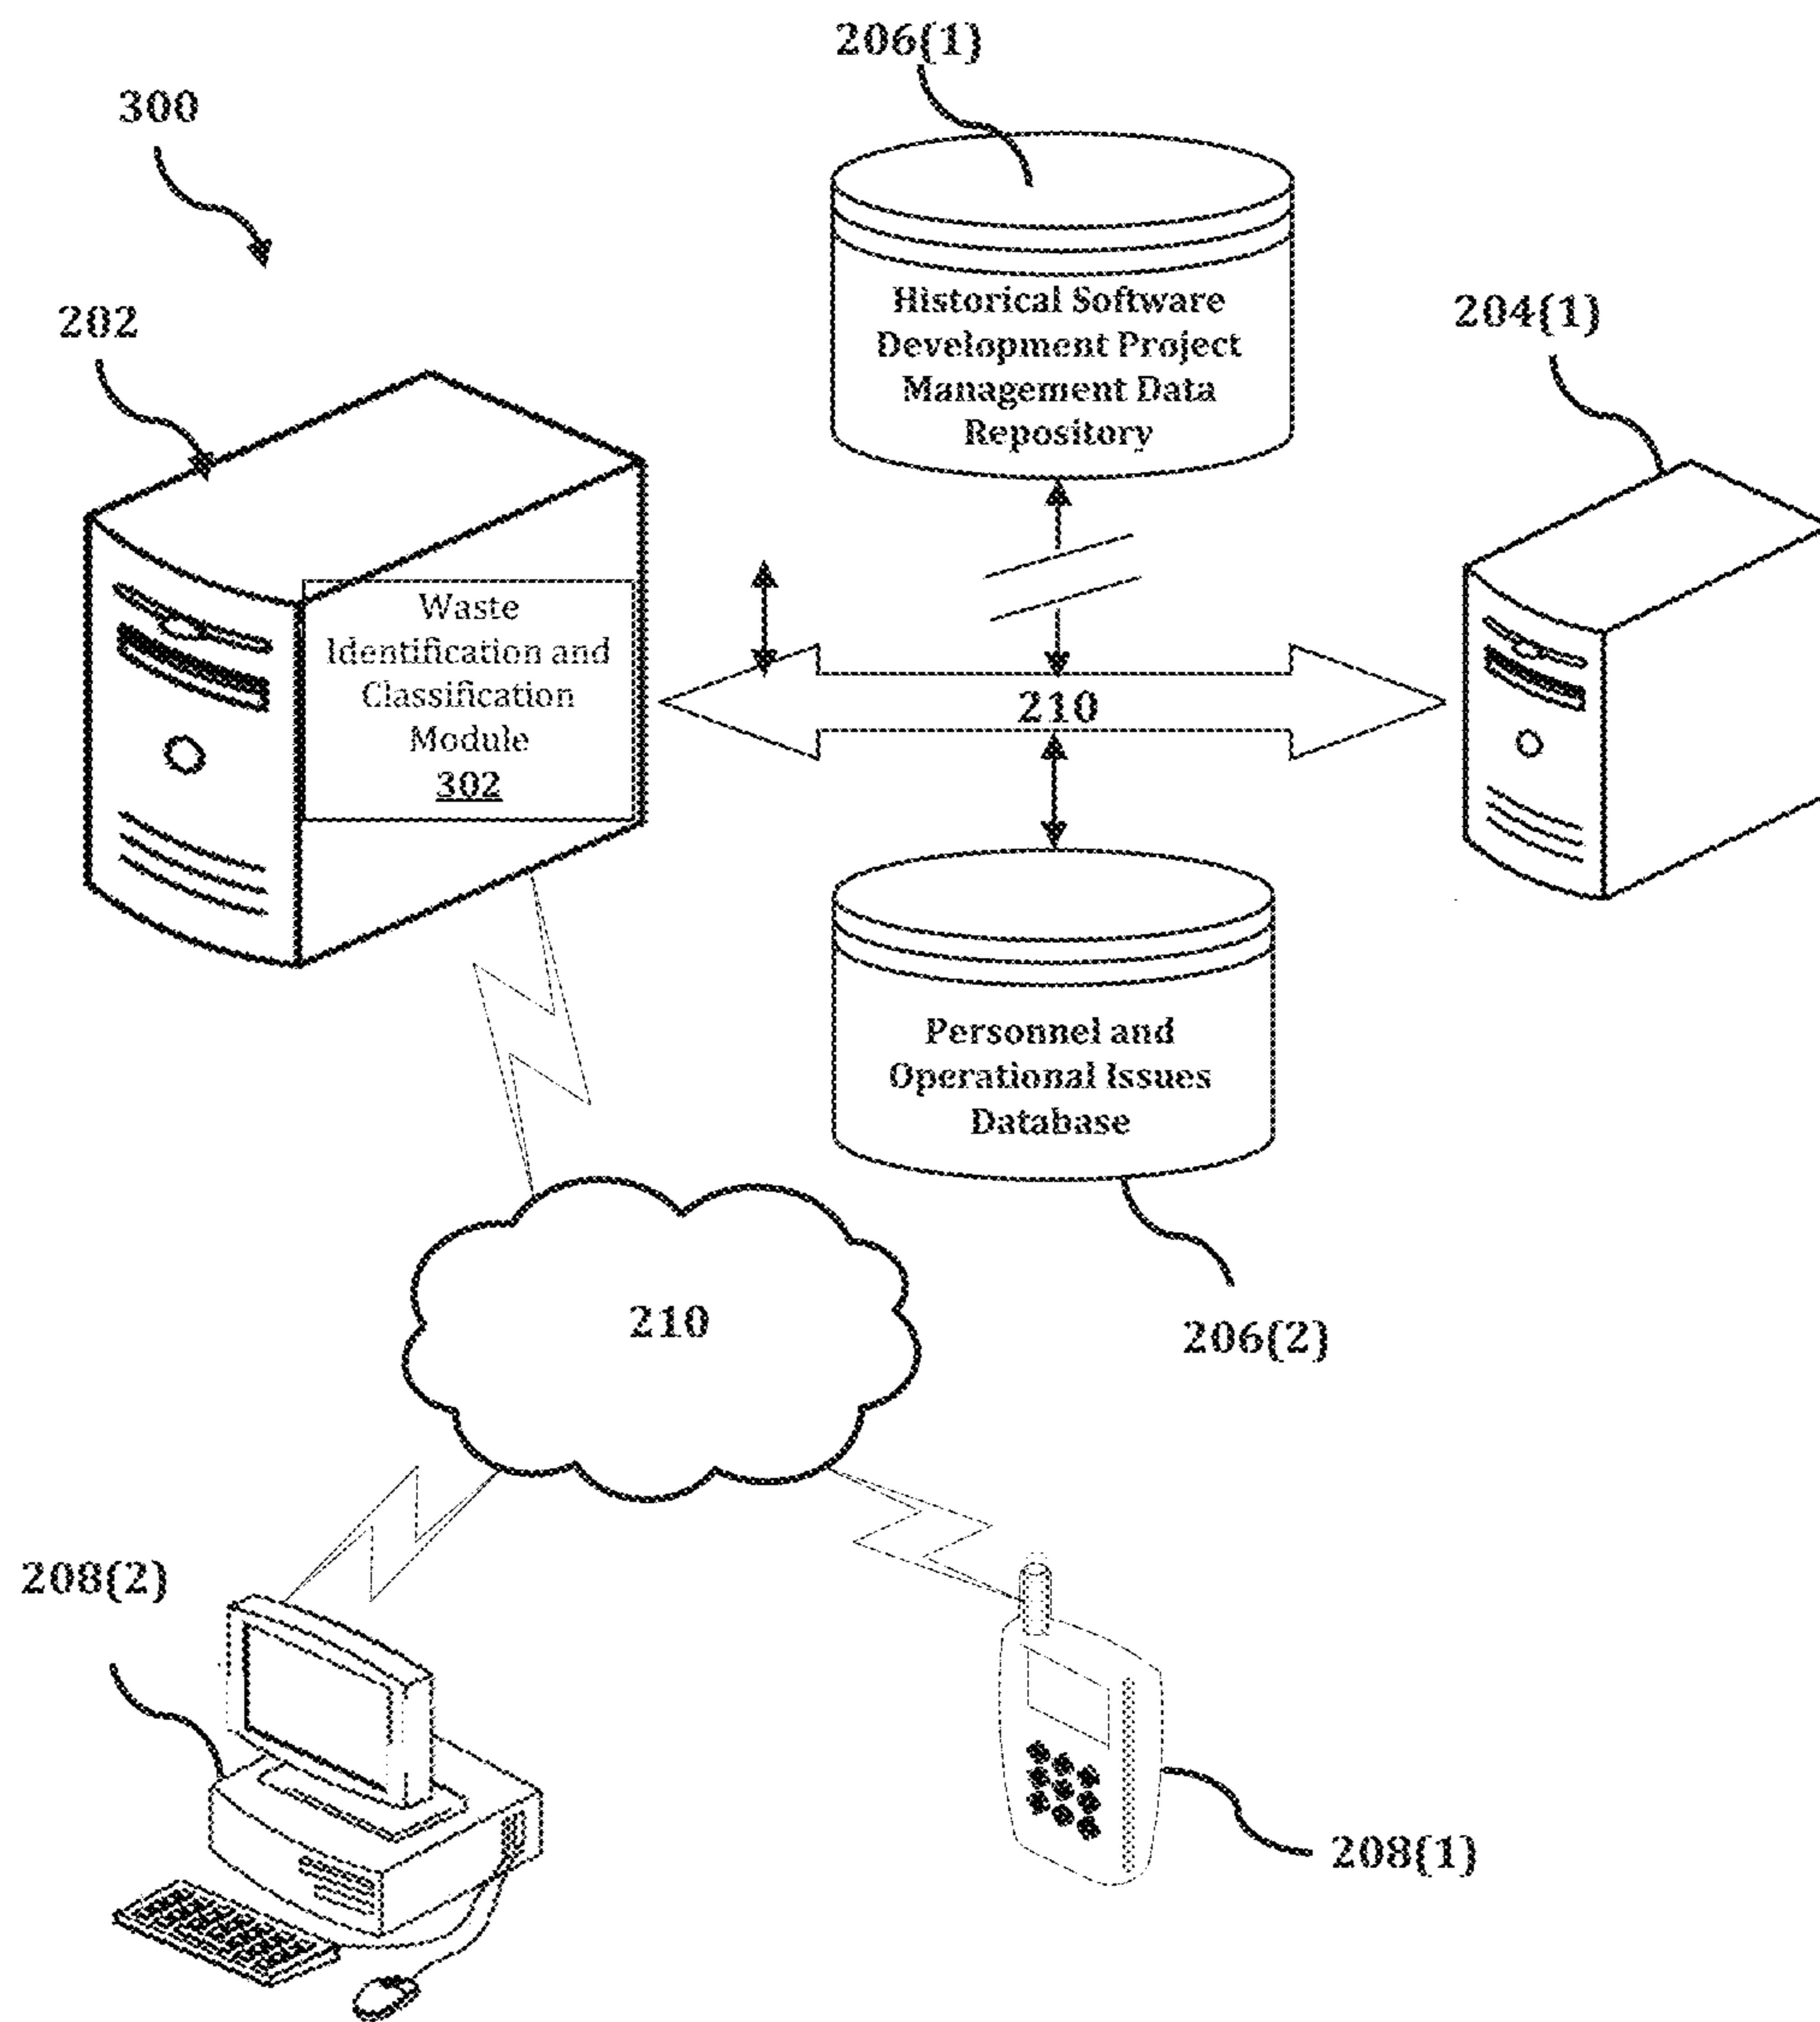 206(1)
300
202
Historical Software
Development Project
Management Data
Repository
204(1)
Waste
Identification and
Classification
Module
302
210
Personnel and
Operational Issues
Database
210
206(2)
208(2)
208(1)